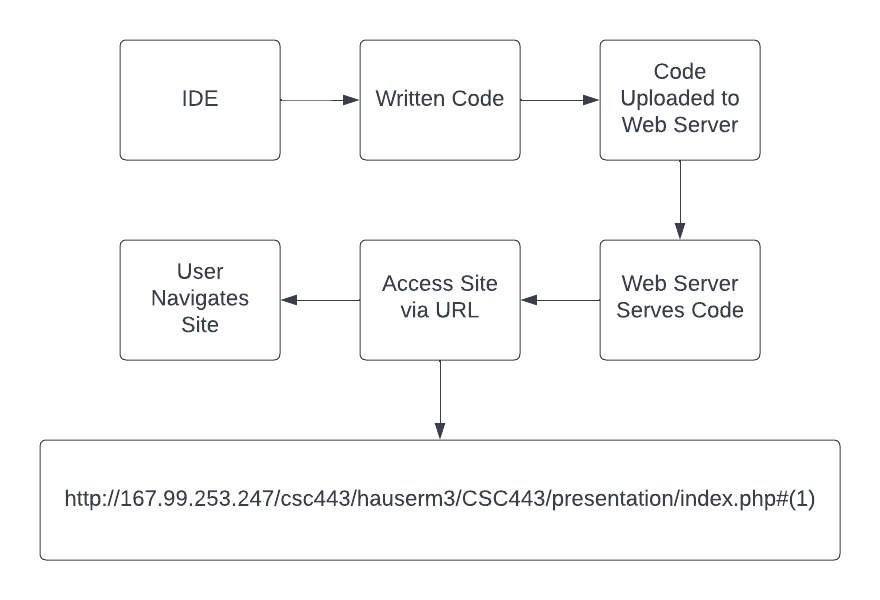 IDE
Written Code
Code
Uploaded to
Web Server
User
Navigates
Site
Access Site
via URL
Web Server
Serves Code
http://167.99.253.247/csc443/hauserm3/CSC443/presentation/index.php#(1)